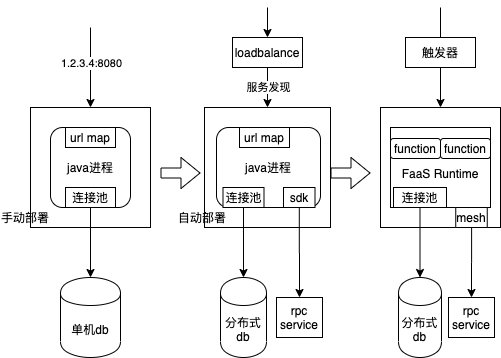 1.2.3.4:8080
url map
java进程
连接池
手动部署
单机db
loadbalance
服务发现
url map
java进程
连接池
sdk
自动部署
分布式
db
rpc
service
触发器
function
function
FaaS Runtime
连接池
mesh
分布式
db
rpc
service